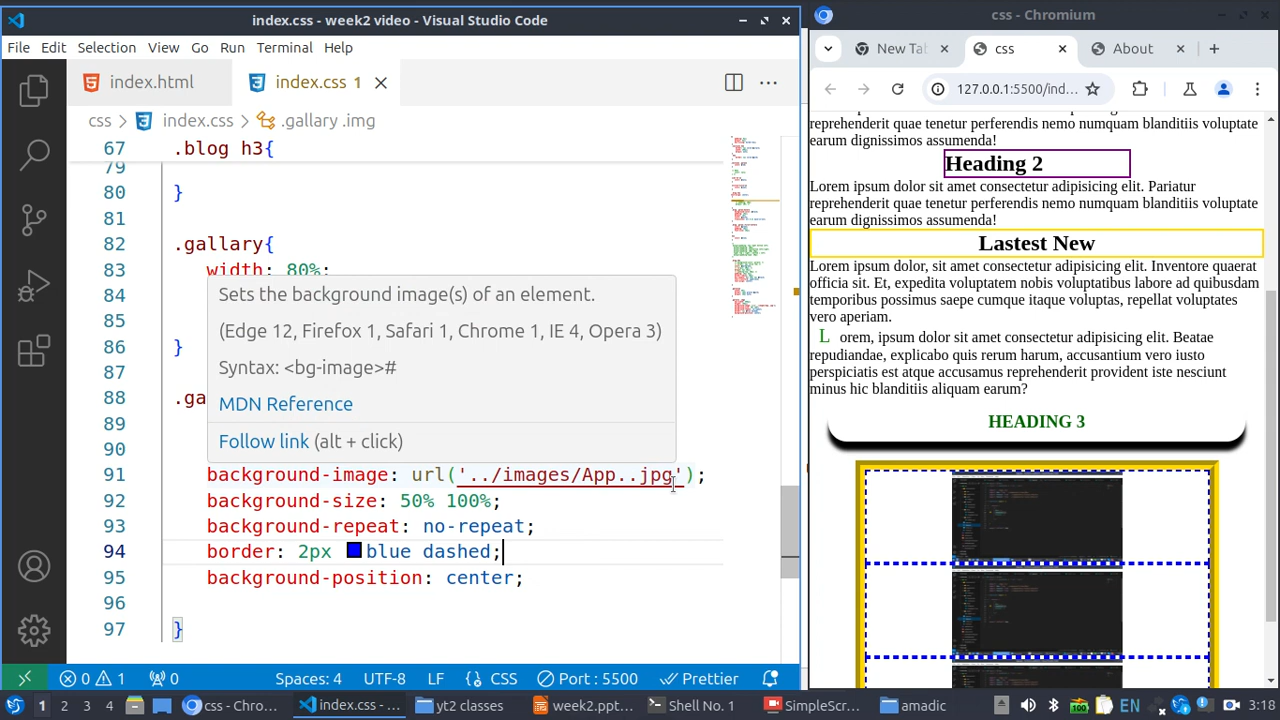 index.css - week2 video - Visual Studio Code
File Edit Selection View Go Run Terminal Help
index.html index.css 1
css > index.css > .gallary .img
67 .blog h3{
79
80 }
81
82 .gallary{
83 width: 80%;
84
85
86 }
87
88 .ga
89
90
Sets the background image(s) of an element.
(Edge 12, Firefox 1, Safari 1, Chrome 1, IE 4, Opera 3)
Syntax: <bg-image>#
MDN Reference
Follow link (alt + click)
91 background-image: url('../images/App..jpg');
92 background-size: 50% 100%;
93 background-repeat: no-repeat;
94 border: 2px blue dashed;
95 background-position: center;
96
97 }
0 1 0 Spaces: 4 UTF-8 LF CSS Port : 5500 Prettier
css - Chromium
New Tab css About
127.0.0.1:5500/ind...
reprehenderit quae tenetur perferendis nemo numquam blanditiis voluptate
earum dignissimos assumenda!
Heading 2
Lorem ipsum dolor sit amet consectetur adipisicing elit. Pariatur
reprehenderit quae tenetur perferendis nemo numquam blanditiis voluptate
earum dignissimos assumenda!
Lastest New
Lorem ipsum dolor, sit amet consectetur adipisicing elit. Inventore quaerat
officia sit. Et, expedita voluptatem nobis voluptatibus labore ad quibusdam
temporibus possimus saepe cumque itaque voluptas, repellat voluptates
vero aperiam.
L orem, ipsum dolor sit amet consectetur adipisicing elit. Beatae
repudiandae, explicabo quis rerum harum, accusantium vero iusto
perspiciatis est atque accusamus reprehenderit provident iste nesciunt
minus hic blanditiis aliquam earum?
HEADING 3
1 2 3 4 css - Chro... index.css-... yt2 classes week2.ppt... Shell No. 1 SimpleScr... amadic EN 3:18